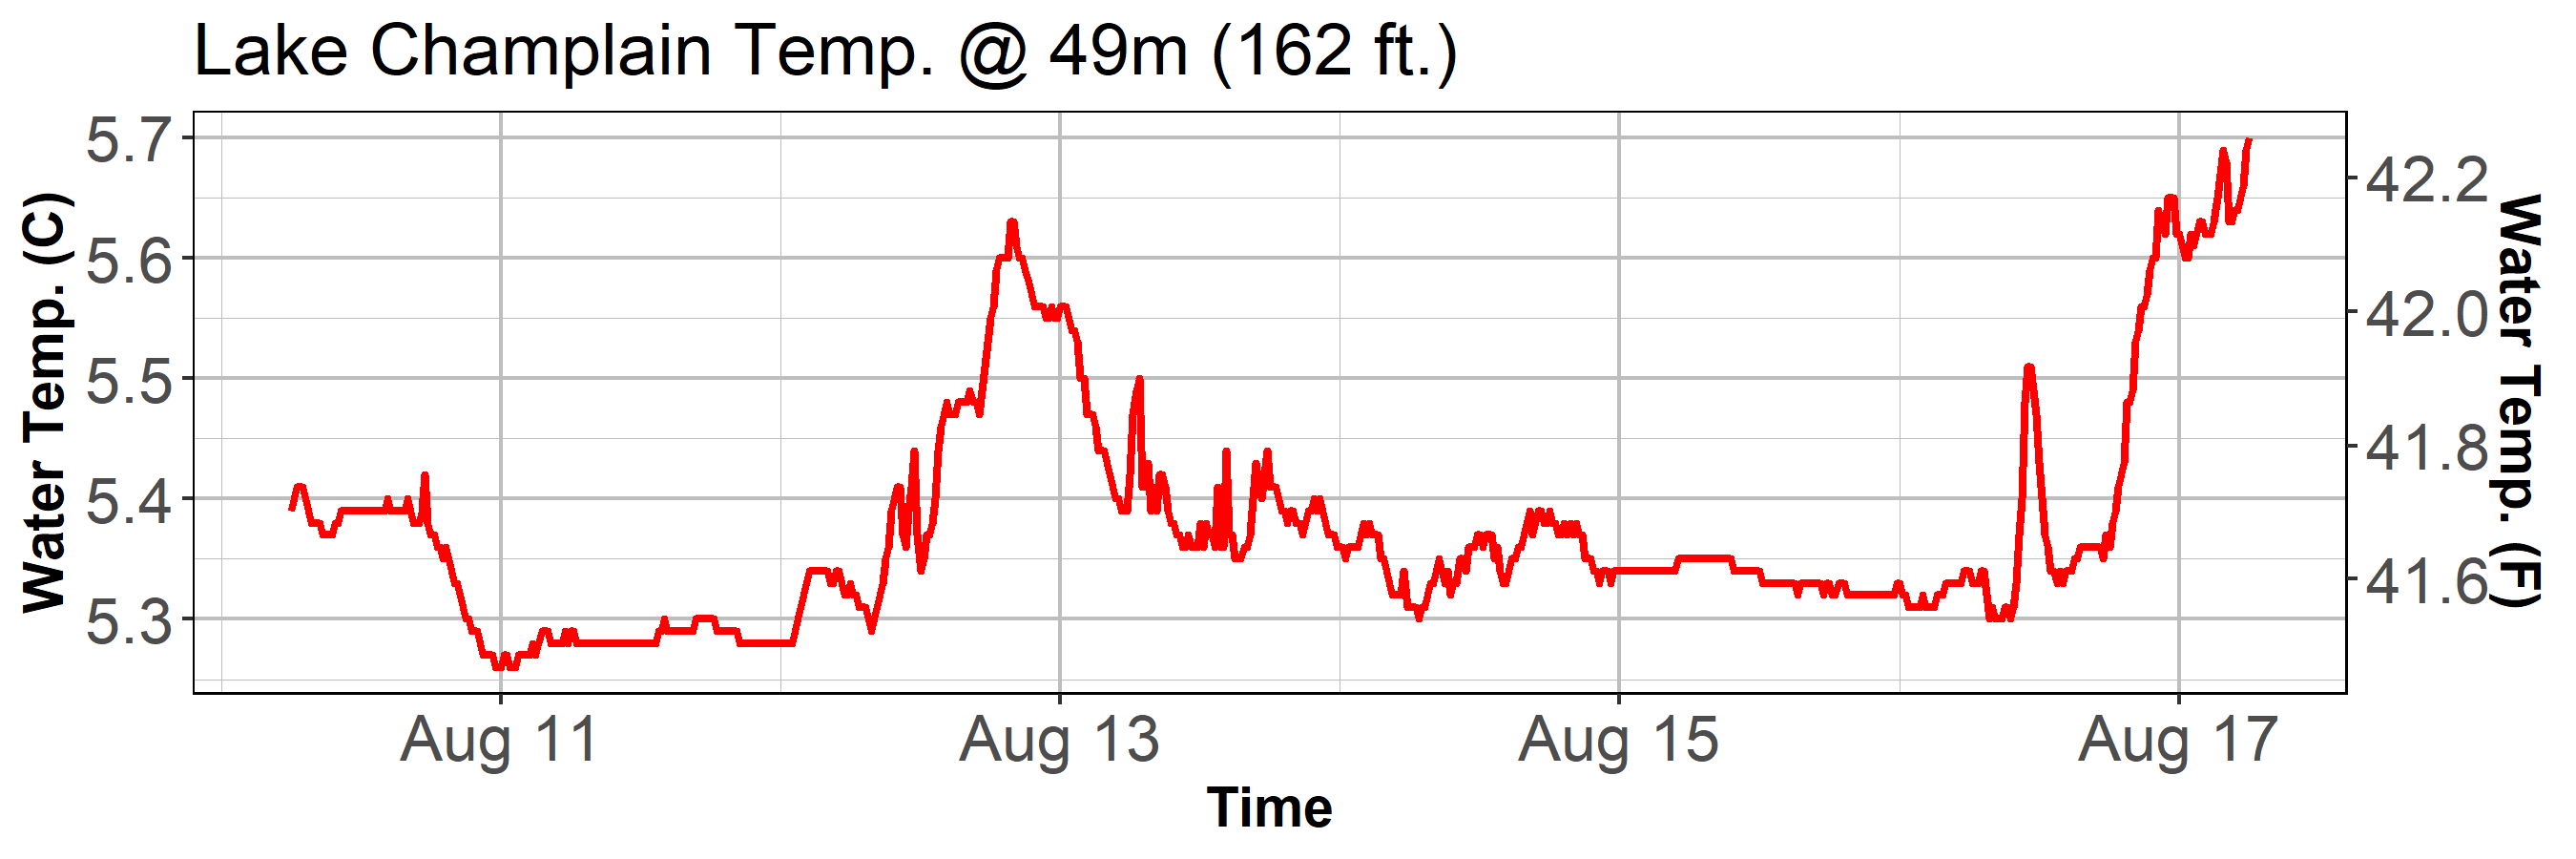 Lake Champlain Temp. @ 49m (162 ft.)
Water Temp. (C)
5.7
5.6
5.5
5.4
5.3
42.2
42.0
41.8
41.6
Water Temp. (F)
Aug 11
Aug 13
Aug 15
Aug 17
Time